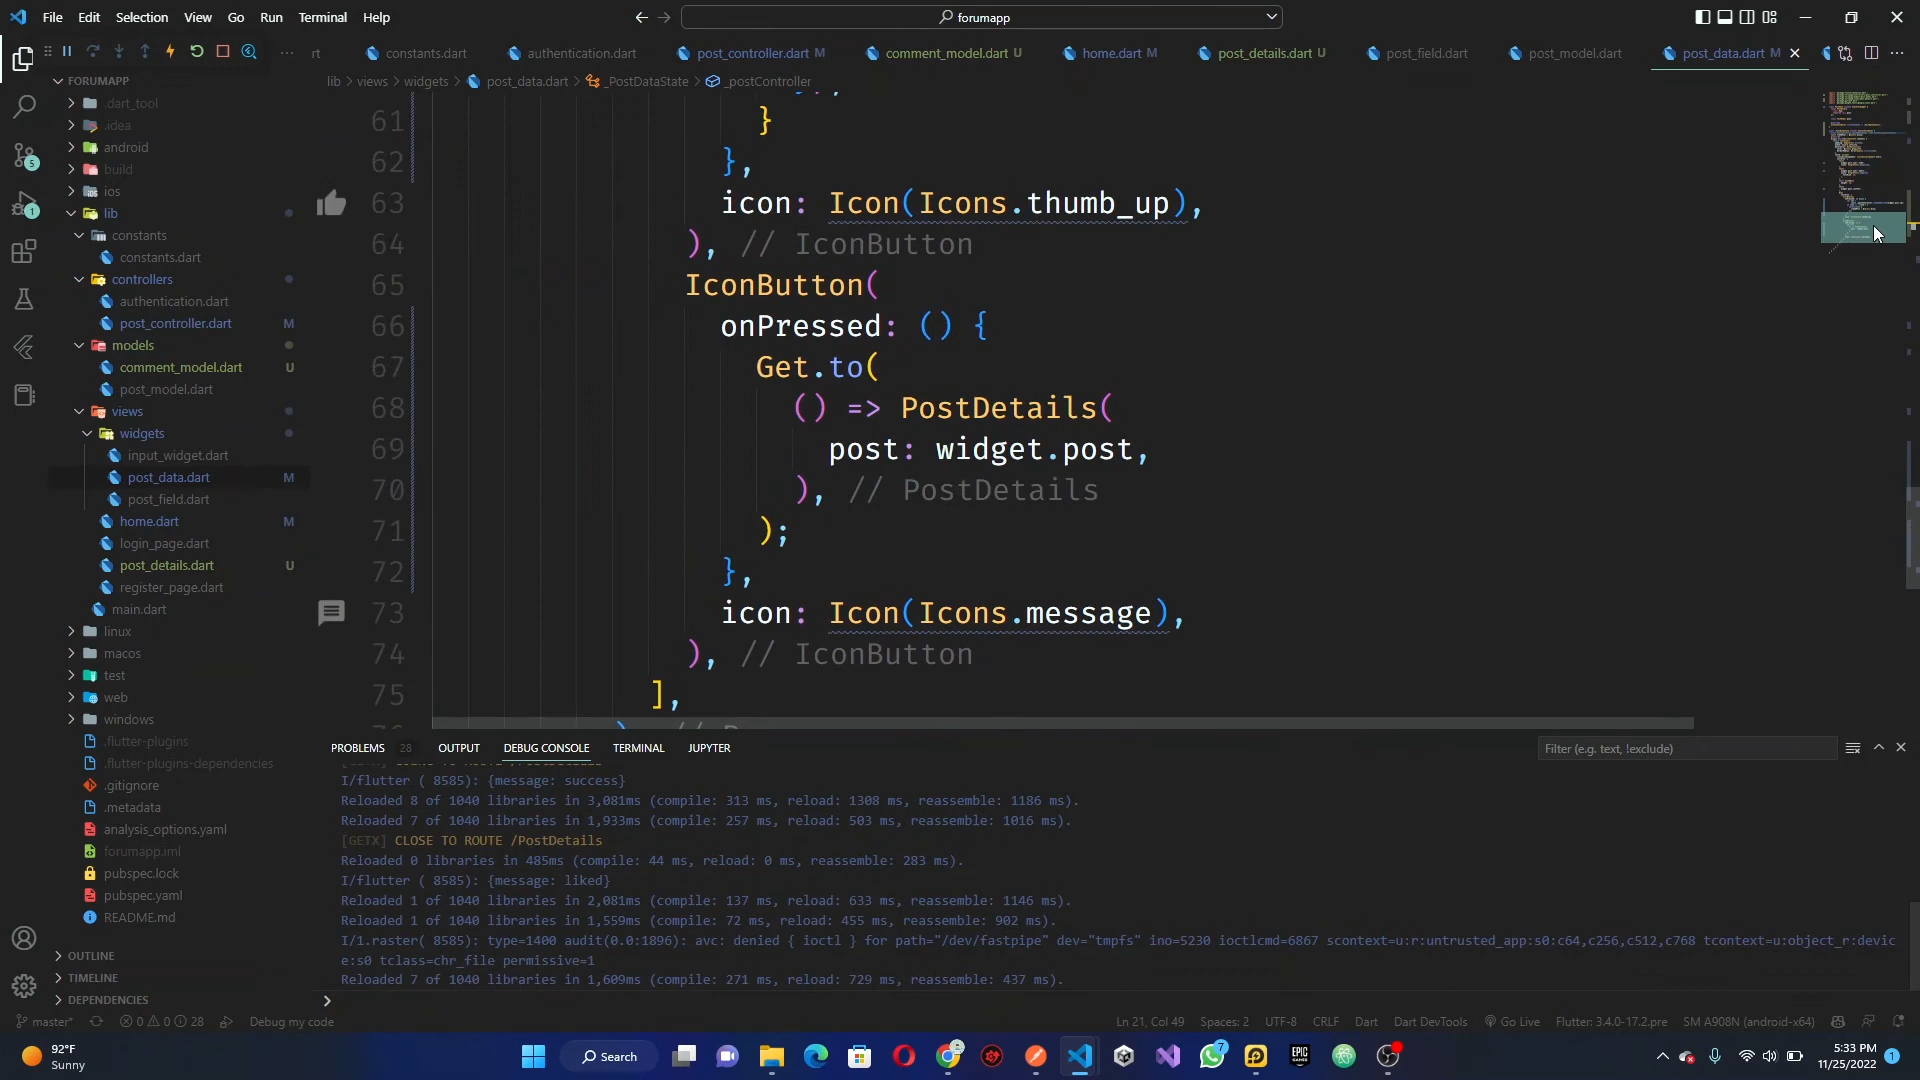 File Edit Selection View Go Run Terminal Help
forumapp
rt constants.dart authentication.dart post_controller.dart M comment_model.dart U home.dart M post_details.dart U post_field.dart post_model.dart post_data.dart M
lib > views > widgets > post_data.dart > _PostDataState > _postController
FORUMAPP
.dart_tool
.idea
android
build
ios
lib
constants
constants.dart
controllers
authentication.dart
post_controller.dart M
models
comment_model.dart U
post_model.dart
views
widgets
input_widget.dart
post_data.dart M
post_field.dart
home.dart M
login_page.dart
post_details.dart U
register_page.dart
main.dart
linux
macos
test
web
windows
.flutter-plugins
.flutter-plugins-dependencies
.gitignore
.metadata
analysis_options.yaml
forumapp.iml
pubspec.lock
pubspec.yaml
README.md
OUTLINE
TIMELINE
DEPENDENCIES
5
1
61 }
62 },
63 icon: Icon(Icons.thumb_up),
64 ), // IconButton
65 IconButton(
66 onPressed: () {
67 Get.to(
68 () => PostDetails(
69 post: widget.post,
70 ), // PostDetails
71 );
72 },
73 icon: Icon(Icons.message),
74 ), // IconButton
75 ],
PROBLEMS 28 OUTPUT DEBUG CONSOLE TERMINAL JUPYTER
Filter (e.g. text, !exclude)
I/flutter ( 8585): {message: success}
Reloaded 8 of 1040 libraries in 3,081ms (compile: 313 ms, reload: 1308 ms, reassemble: 1186 ms).
Reloaded 7 of 1040 libraries in 1,933ms (compile: 257 ms, reload: 503 ms, reassemble: 1016 ms).
[GETX] CLOSE TO ROUTE /PostDetails
Reloaded 0 libraries in 485ms (compile: 44 ms, reload: 0 ms, reassemble: 283 ms).
I/flutter ( 8585): {message: liked}
Reloaded 1 of 1040 libraries in 2,081ms (compile: 137 ms, reload: 633 ms, reassemble: 1146 ms).
Reloaded 1 of 1040 libraries in 1,559ms (compile: 72 ms, reload: 455 ms, reassemble: 902 ms).
I/1.raster( 8585): type=1400 audit(0.0:1896): avc: denied { ioctl } for path="/dev/fastpipe" dev="tmpfs" ino=5230 ioctlcmd=6867 scontext=u:r:untrusted_app:s0:c64,c256,c512,c768 tcontext=u:object_r:devic
e:s0 tclass=chr_file permissive=1
Reloaded 7 of 1040 libraries in 1,609ms (compile: 271 ms, reload: 729 ms, reassemble: 437 ms).
master* 0 0 28 Debug my code
Ln 21, Col 49 Spaces: 2 UTF-8 CRLF Dart Dart DevTools Go Live Flutter: 3.4.0-17.2.pre SM A908N (android-x64)
92°F
Sunny
Search
7
EPIC GAMES
5:33 PM
11/25/2022
1